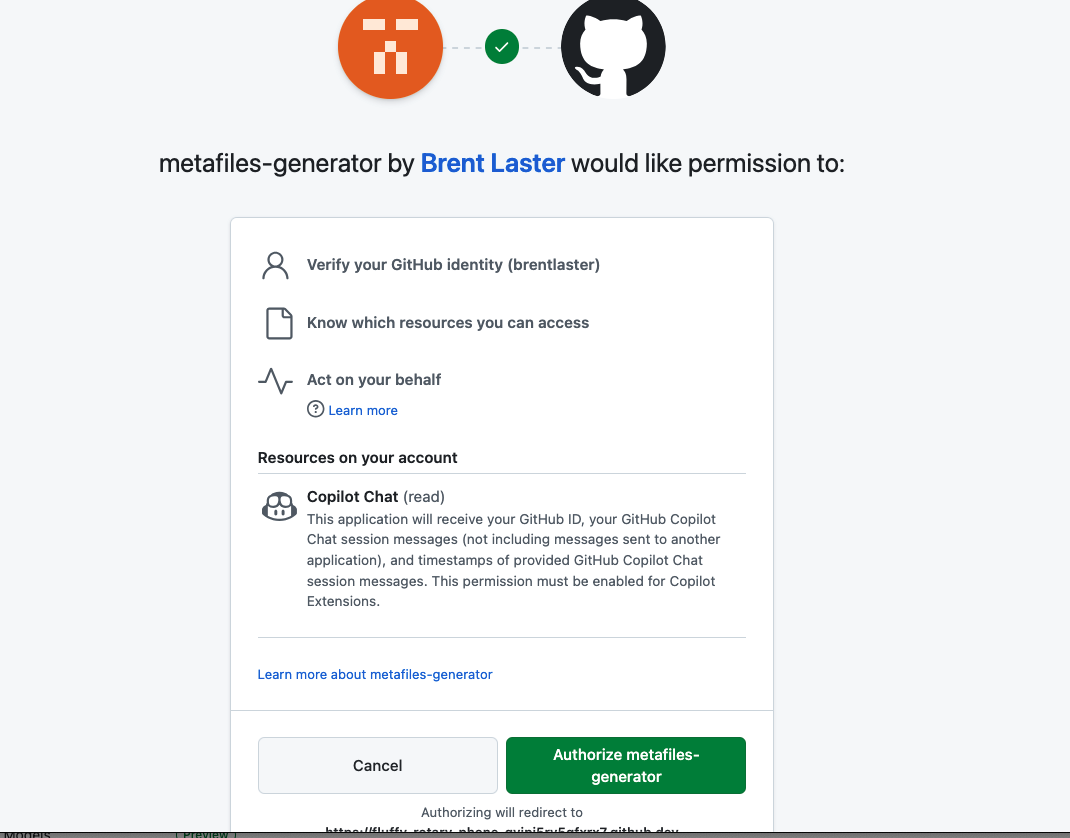 metafiles-generator by Brent Laster would like permission to:
Verify your GitHub identity (brentlaster)
Know which resources you can access
Act on your behalf
Learn more
Resources on your account
Copilot Chat (read)
This application will receive your GitHub ID, your GitHub Copilot
Chat session messages (not including messages sent to another
application), and timestamps of provided GitHub Copilot Chat
session messages. This permission must be enabled for Copilot
Extensions.
Learn more about metafiles-generator
Cancel
Authorize metafiles-
generator
Authorizing will redirect to
Models
Preview